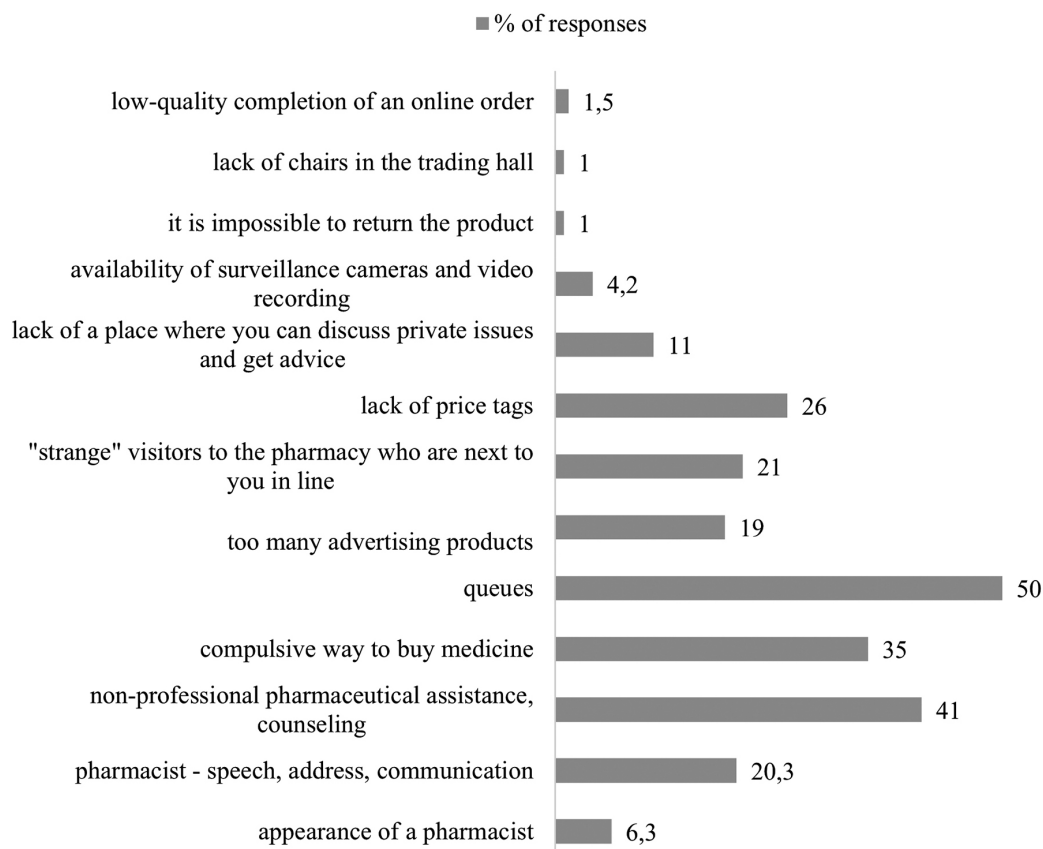 % of responses
low-quality completion of an online order 1,5
lack of chairs in the trading hall 1
it is impossible to return the product 1
availability of surveillance cameras and video
recording 4,2
lack of a place where you can discuss private issues
and get advice 11
lack of price tags 26
"strange" visitors to the pharmacy who are next to
you in line 21
too many advertising products 19
queues 50
compulsive way to buy medicine 35
non-professional pharmaceutical assistance,
counseling 41
pharmacist - speech, address, communication 20,3
appearance of a pharmacist 6,3